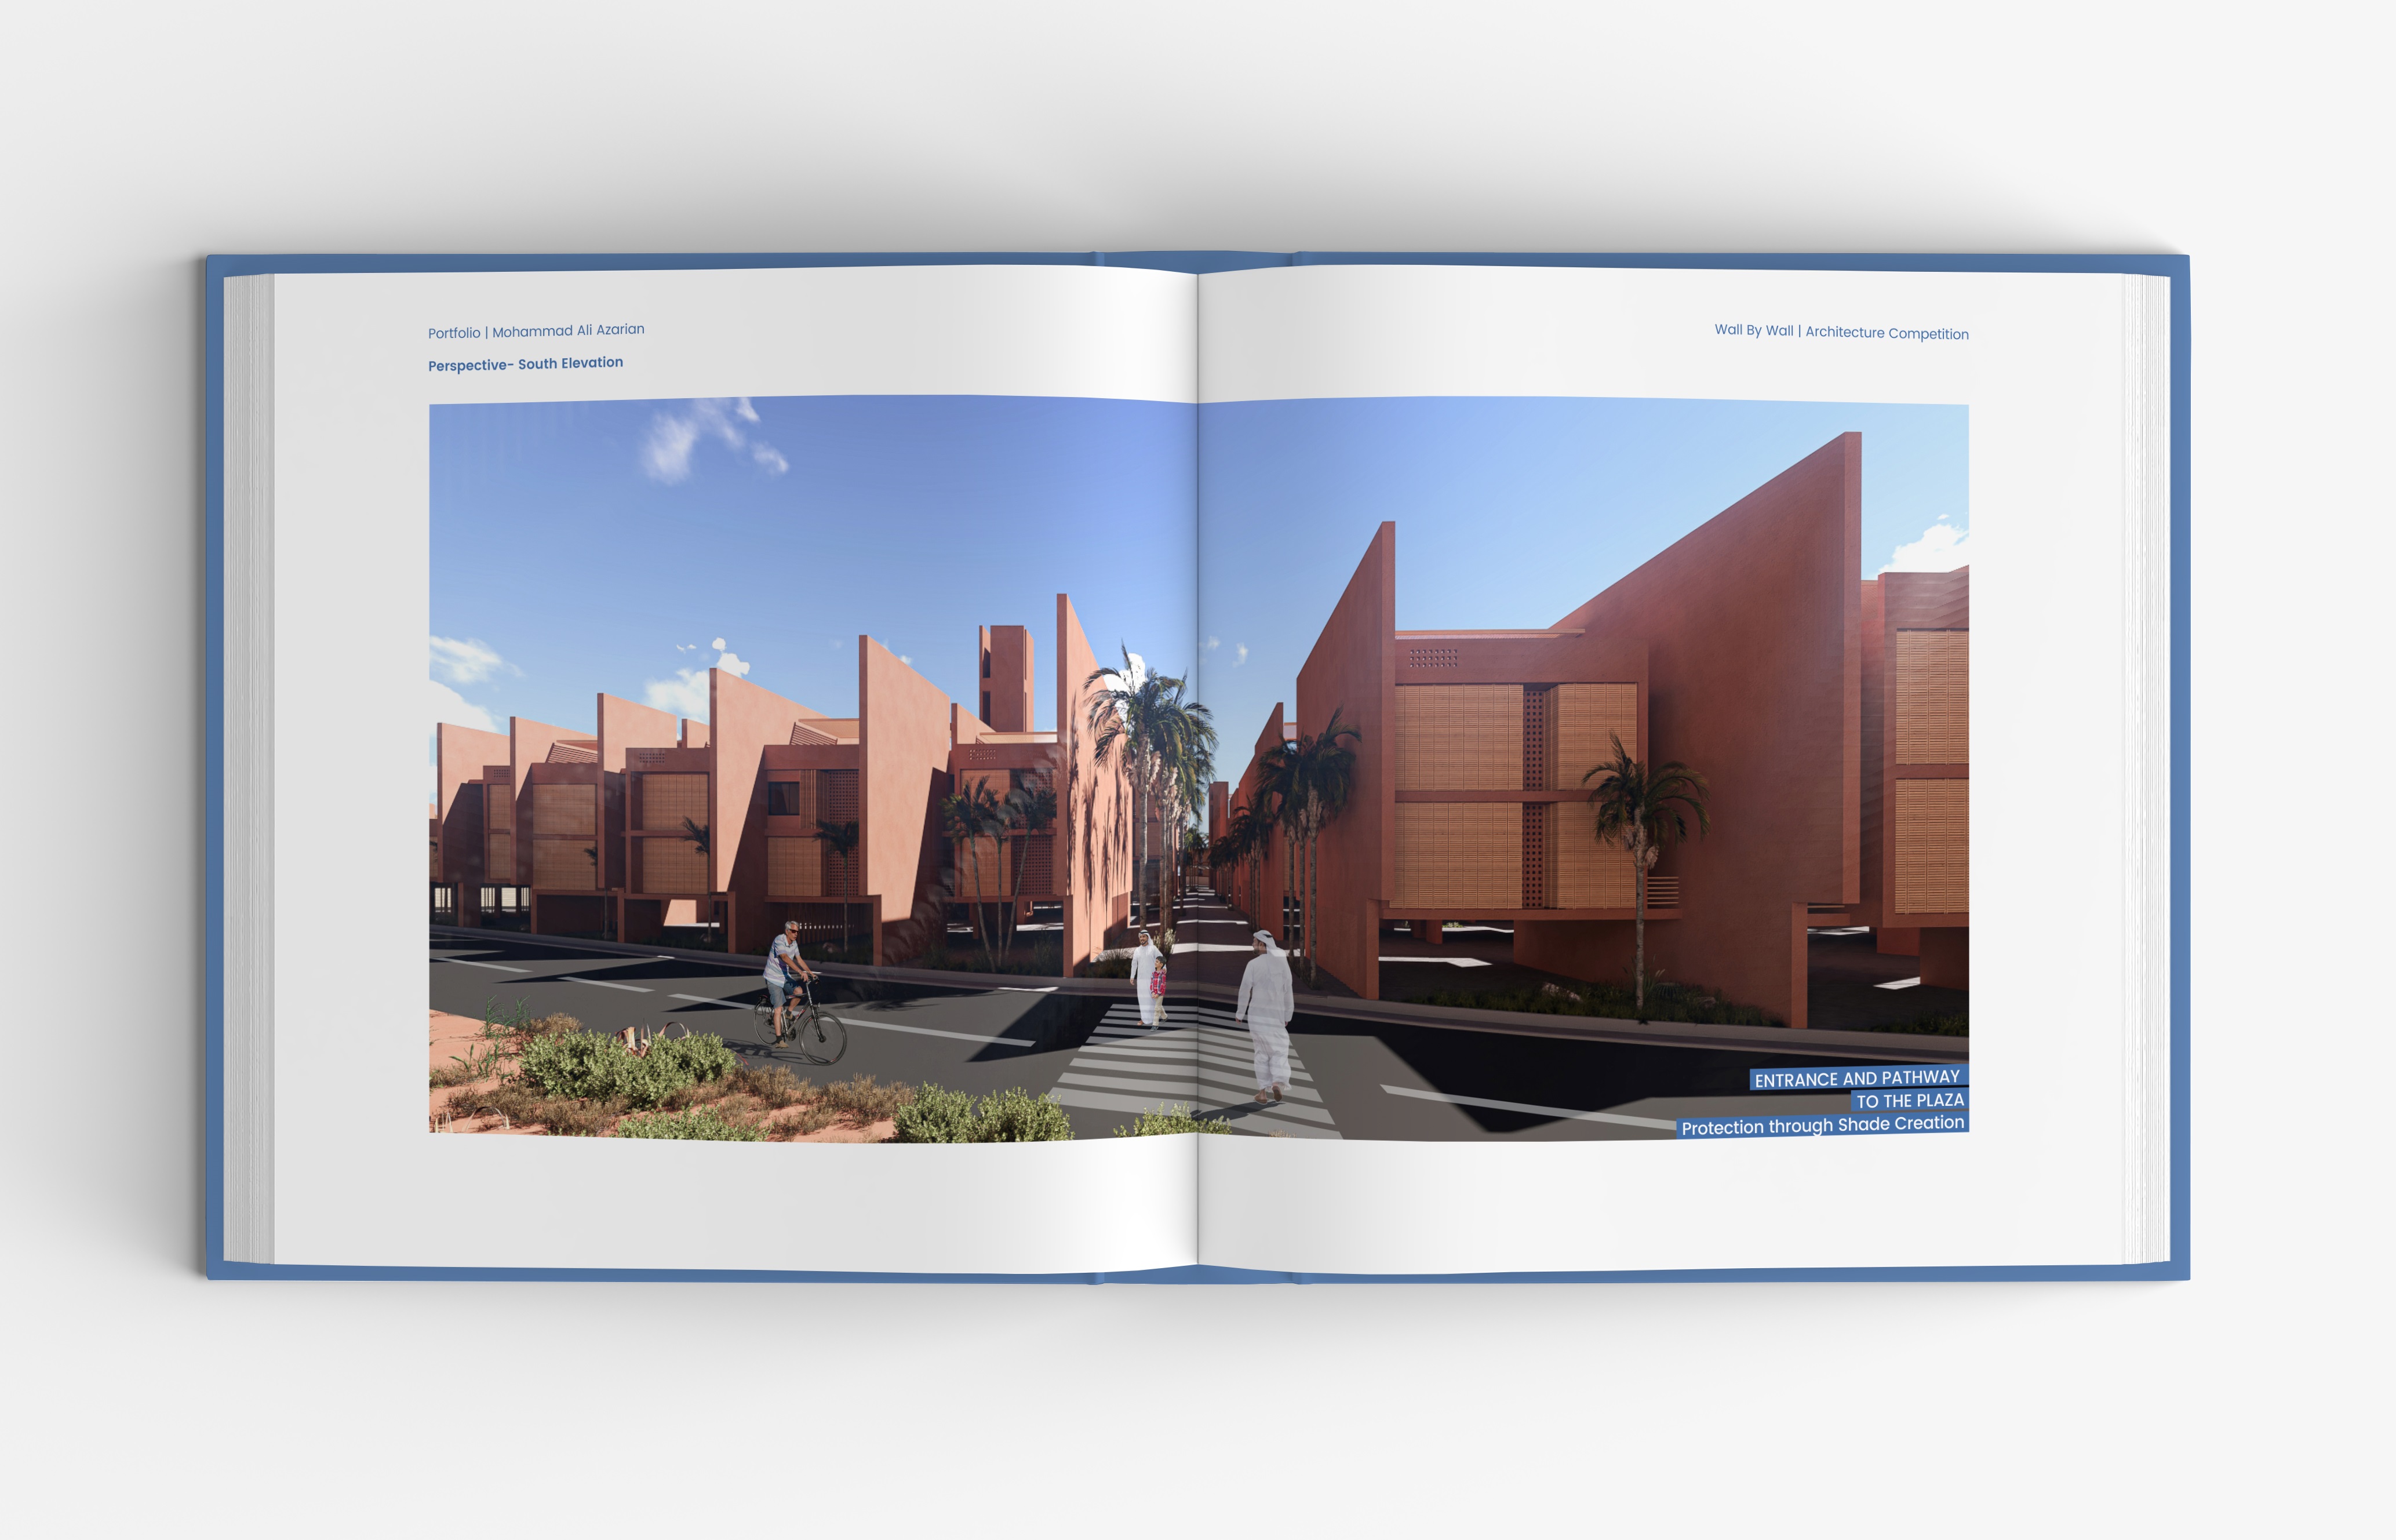 Portfolio | Mohammad Ali Azarian
Wall By Wall | Architecture Competition
Perspective- South Elevation
ENTRANCE AND PATHWAY
TO THE PLAZA
Protection through Shade Creation